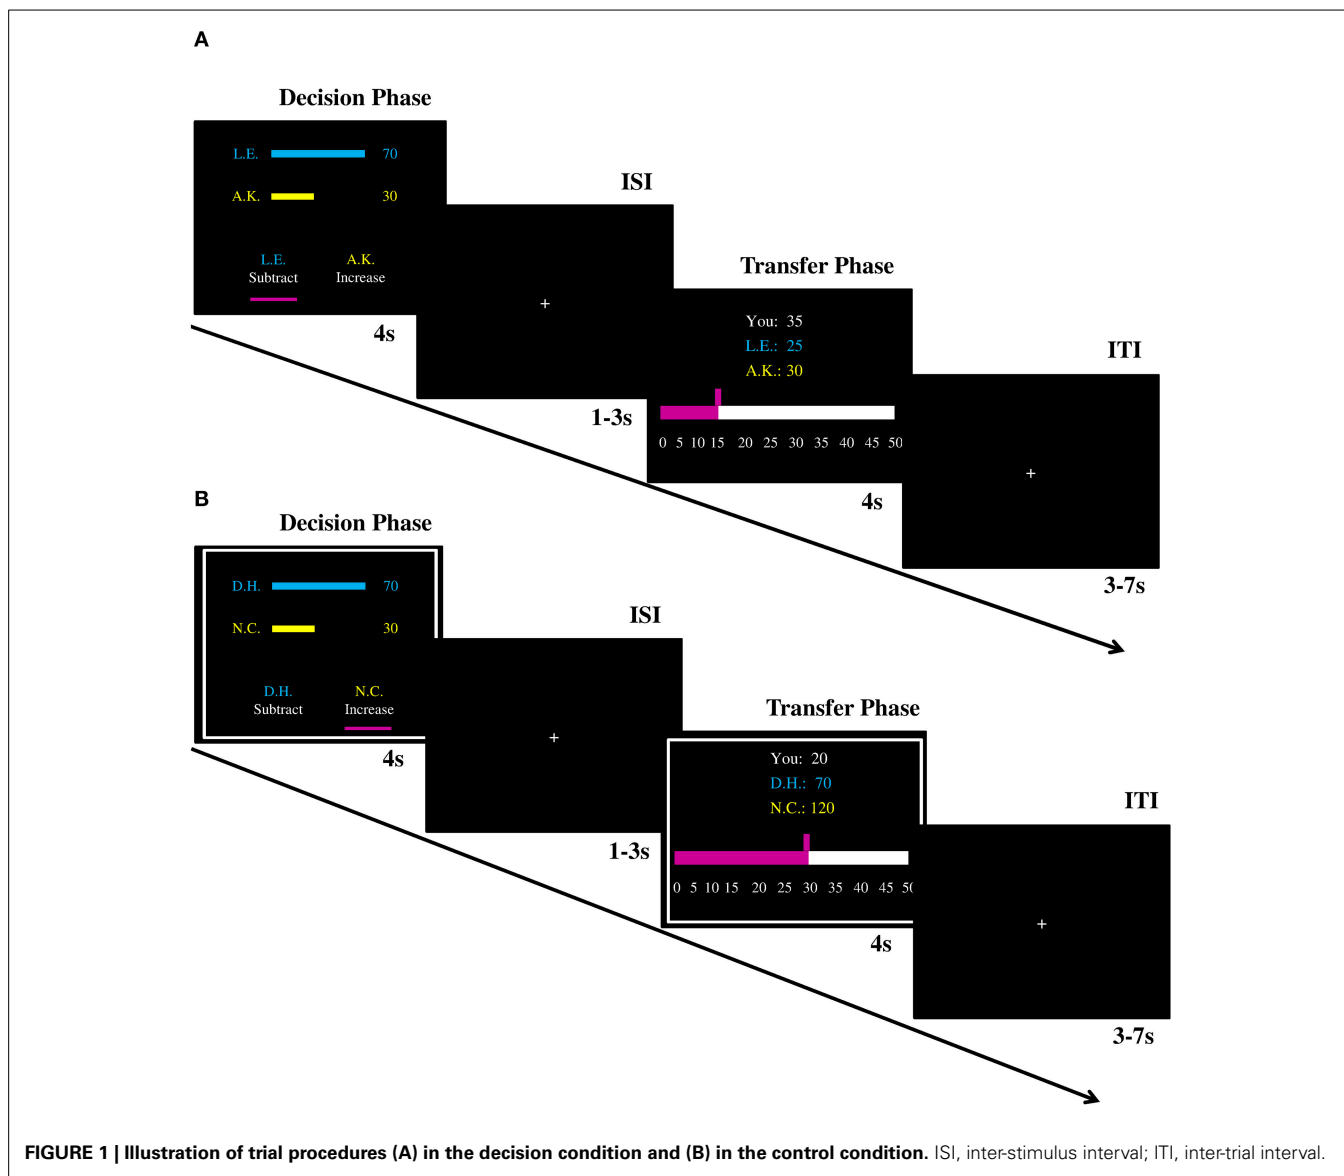 A
Decision Phase
L.E. 70
A.K. 30
L.E. A.K.
Subtract Increase
4s
ISI
+
1-3s
Transfer Phase
You: 35
L.E.: 25
A.K.: 30
0 5 10 15 20 25 30 35 40 45 50
4s
ITI
+
3-7s
B
Decision Phase
D.H. 70
N.C. 30
D.H. N.C.
Subtract Increase
4s
ISI
+
1-3s
Transfer Phase
You: 20
D.H.: 70
N.C.: 120
0 5 10 15 20 25 30 35 40 45 50
4s
ITI
+
3-7s
FIGURE 1 | Illustration of trial procedures (A) in the decision condition and (B) in the control condition. ISI, inter-stimulus interval; ITI, inter-trial interval.